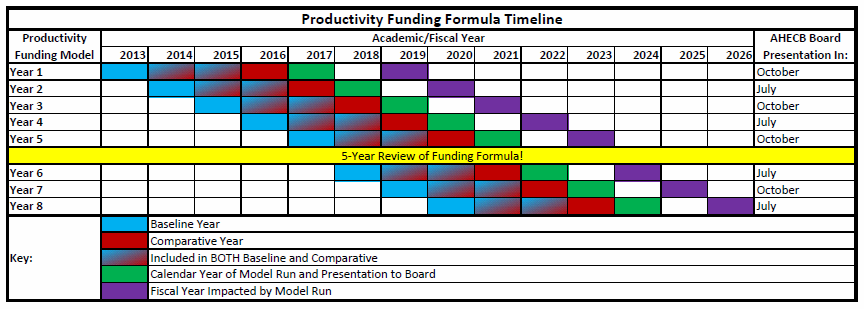 Productivity Funding Formula Timeline
Productivity Academic/Fiscal Year AHECB Board
Funding Model 2013 2014 2015 2016 2017 2018 2019 2020 2021 2022 2023 2024 2025 2026 Presentation In:
Year 1 October
Year 2 July
Year 3 October
Year 4 July
Year 5 October
5-Year Review of Funding Formula!
Year 6 July
Year 7 October
Year 8 July
Baseline Year
Comparative Year
Key: Included in BOTH Baseline and Comparative
Calendar Year of Model Run and Presentation to Board
Fiscal Year Impacted by Model Run